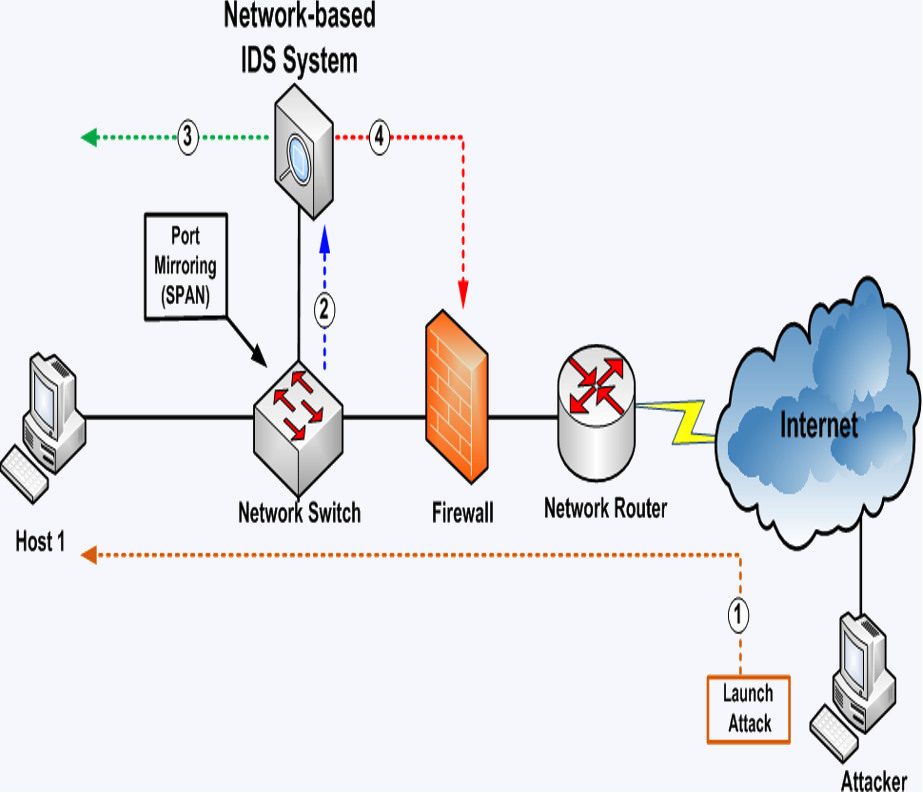 Network-based
IDS System
3
4
Port
Mirroring
(SPAN)
2
Internet
Network Switch
Firewall
Network Router
Host 1
1
Launch
Attack
Attacker